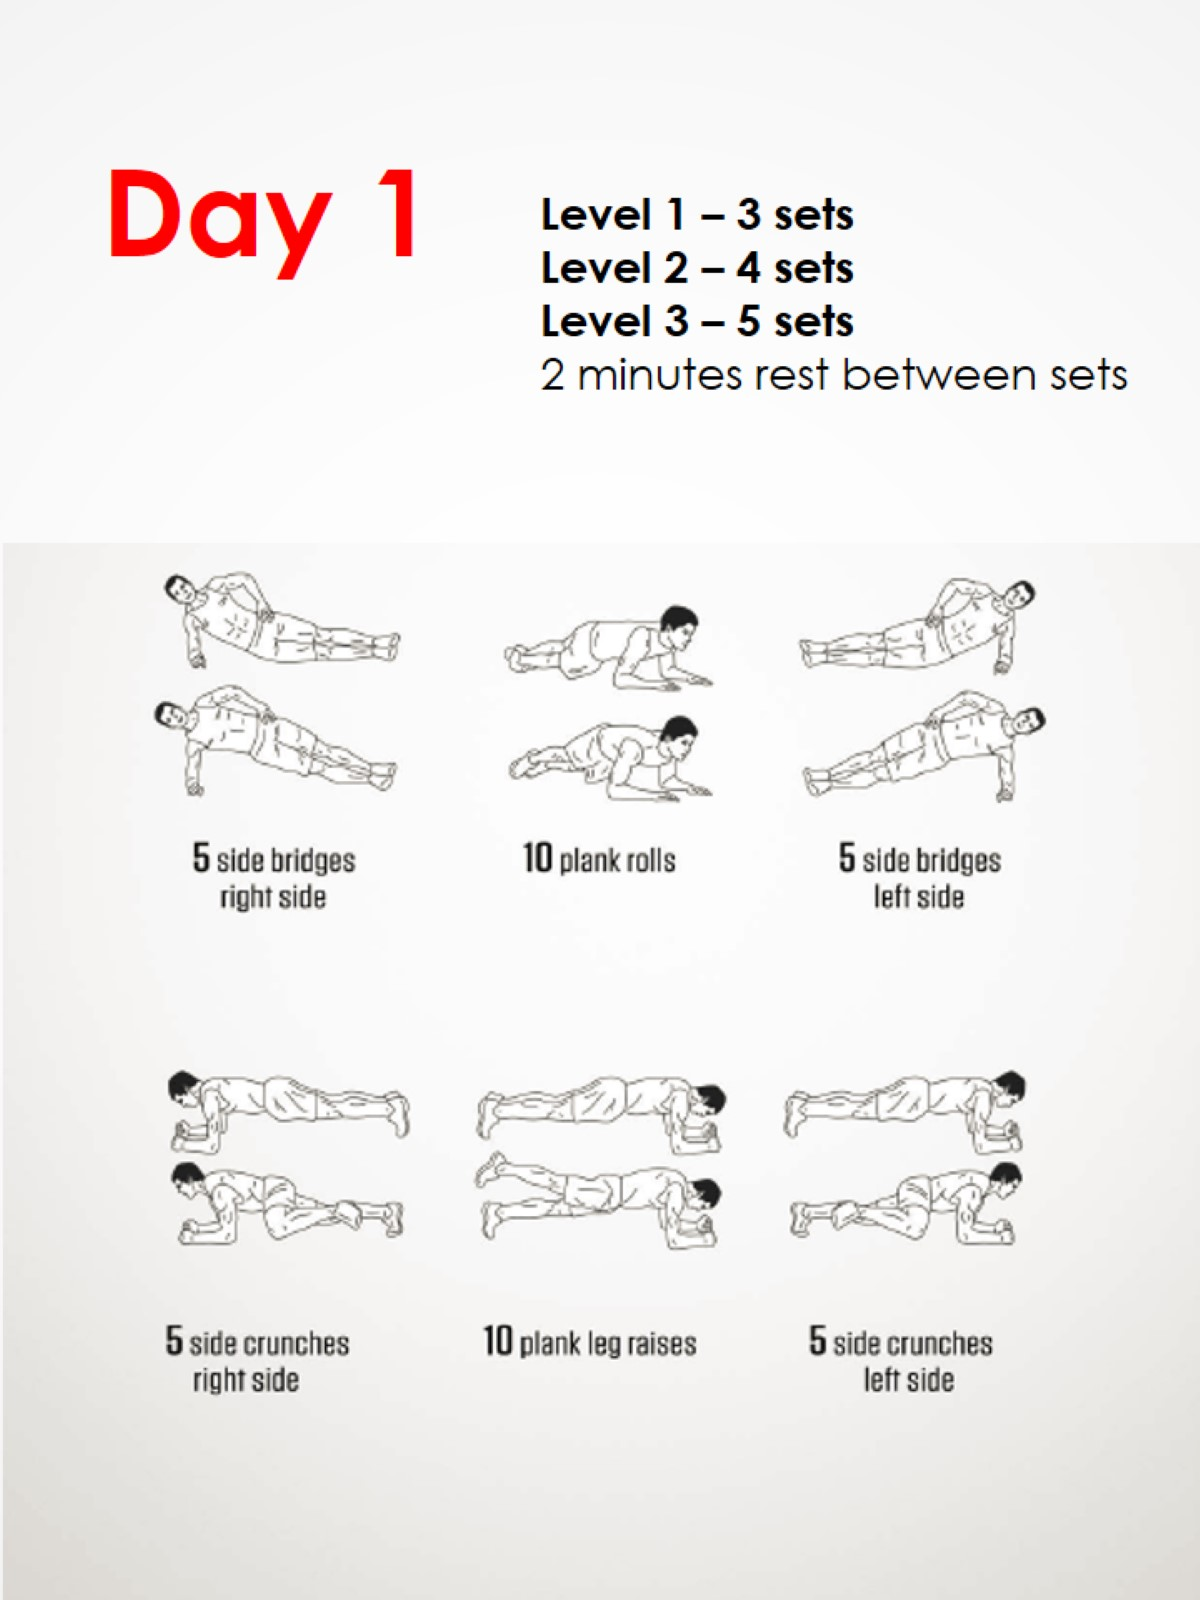 Day 1
Level 1 – 3 sets
Level 2 – 4 sets
Level 3 – 5 sets
2 minutes rest between sets
5 side bridges
right side
10 plank rolls
5 side bridges
left side
5 side crunches
right side
10 plank leg raises
5 side crunches
left side